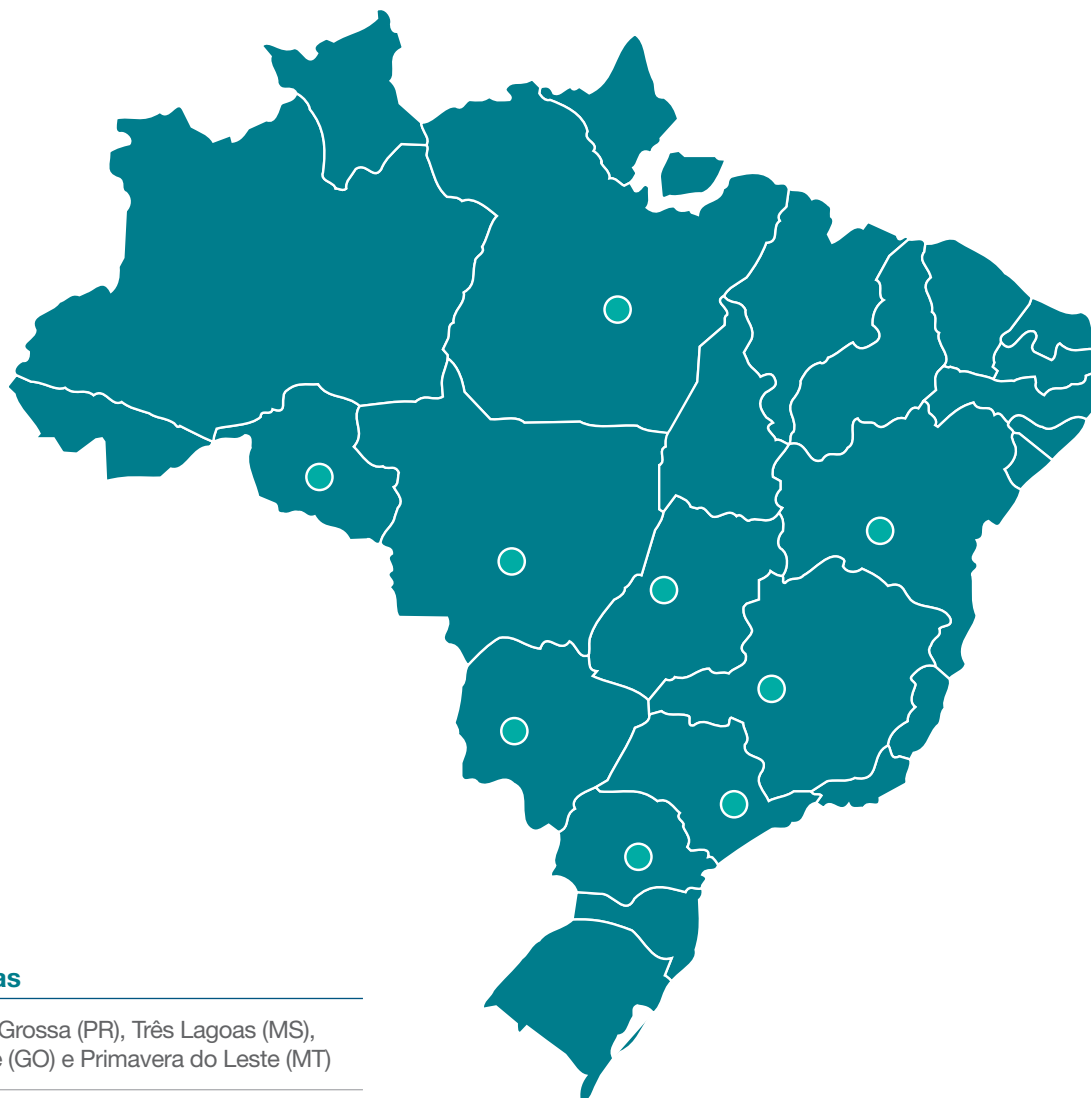 as
Grossa (PR), Três Lagoas (MS),
e (GO) e Primavera do Leste (MT)